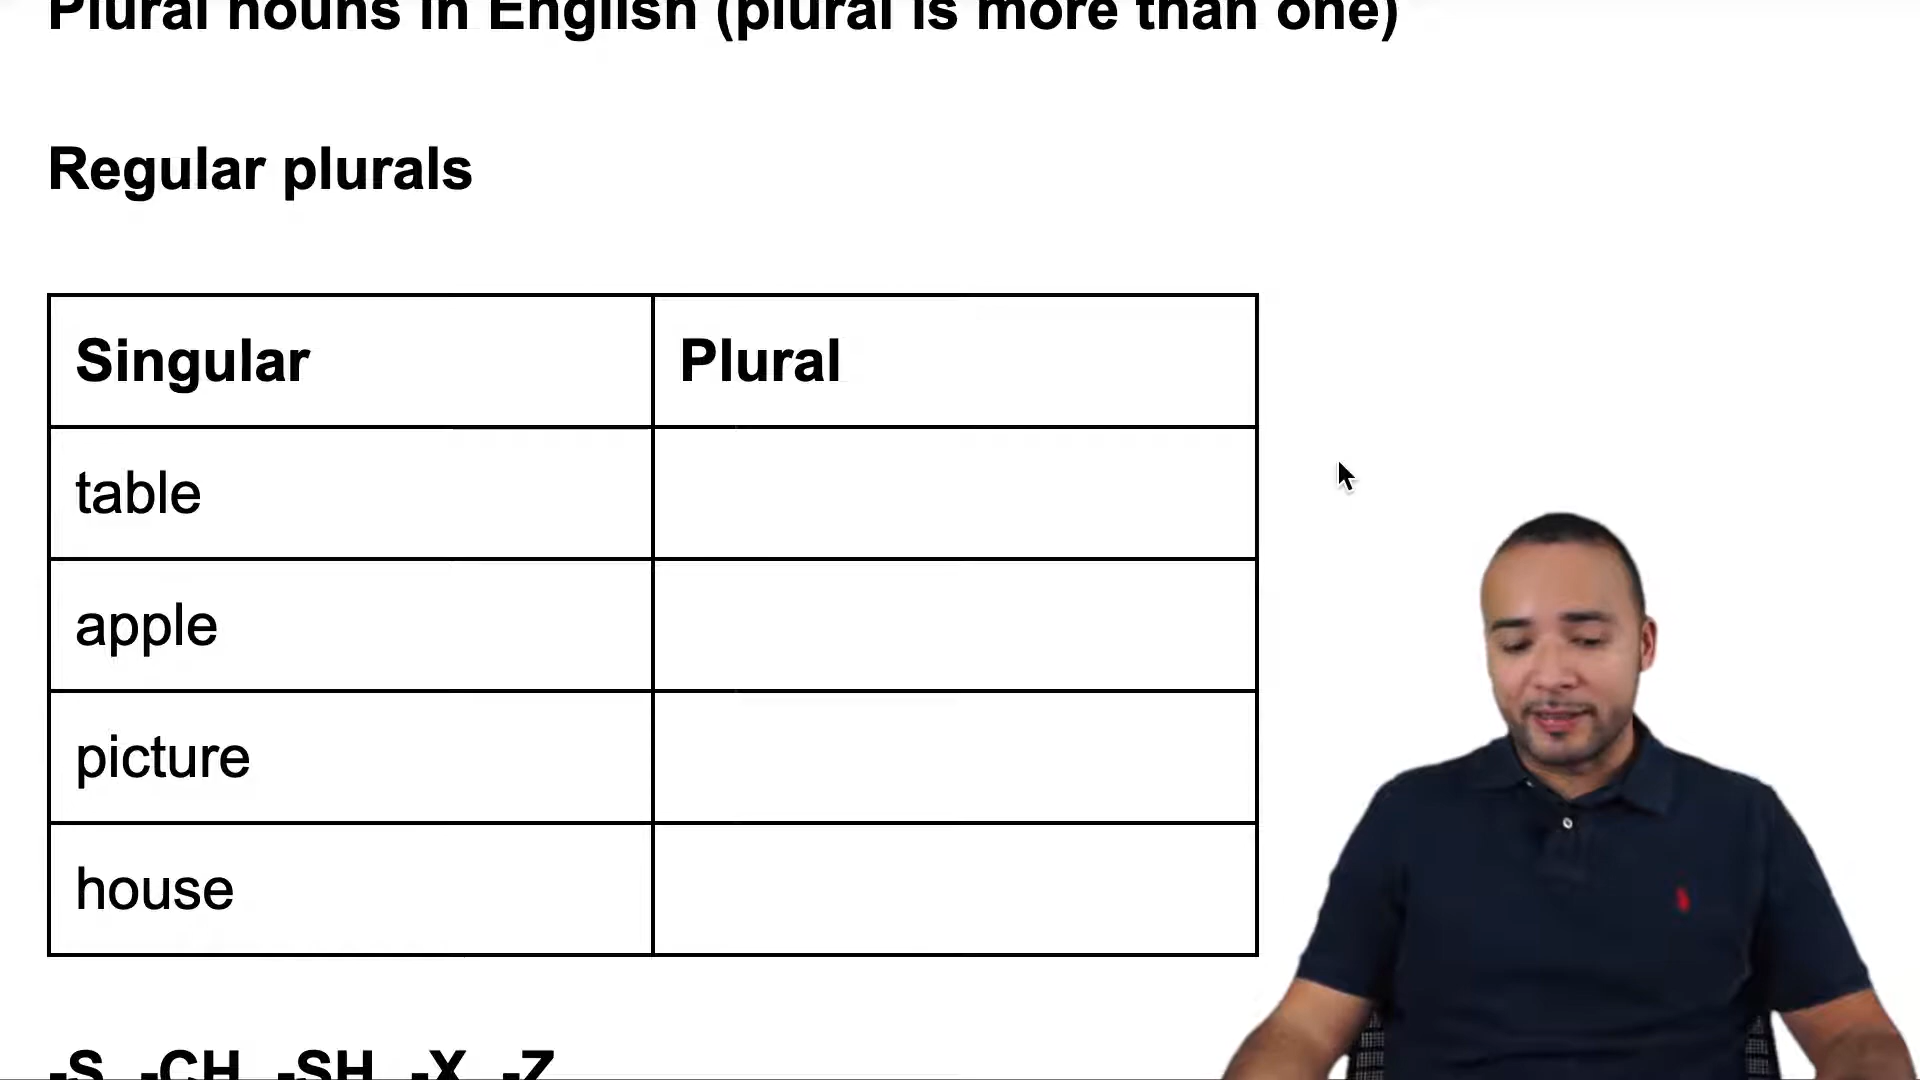 Plural nouns in English (plural is more than one)
Regular plurals
Singular Plural
table
apple
picture
house
-S, -CH, -SH, -X, -Z